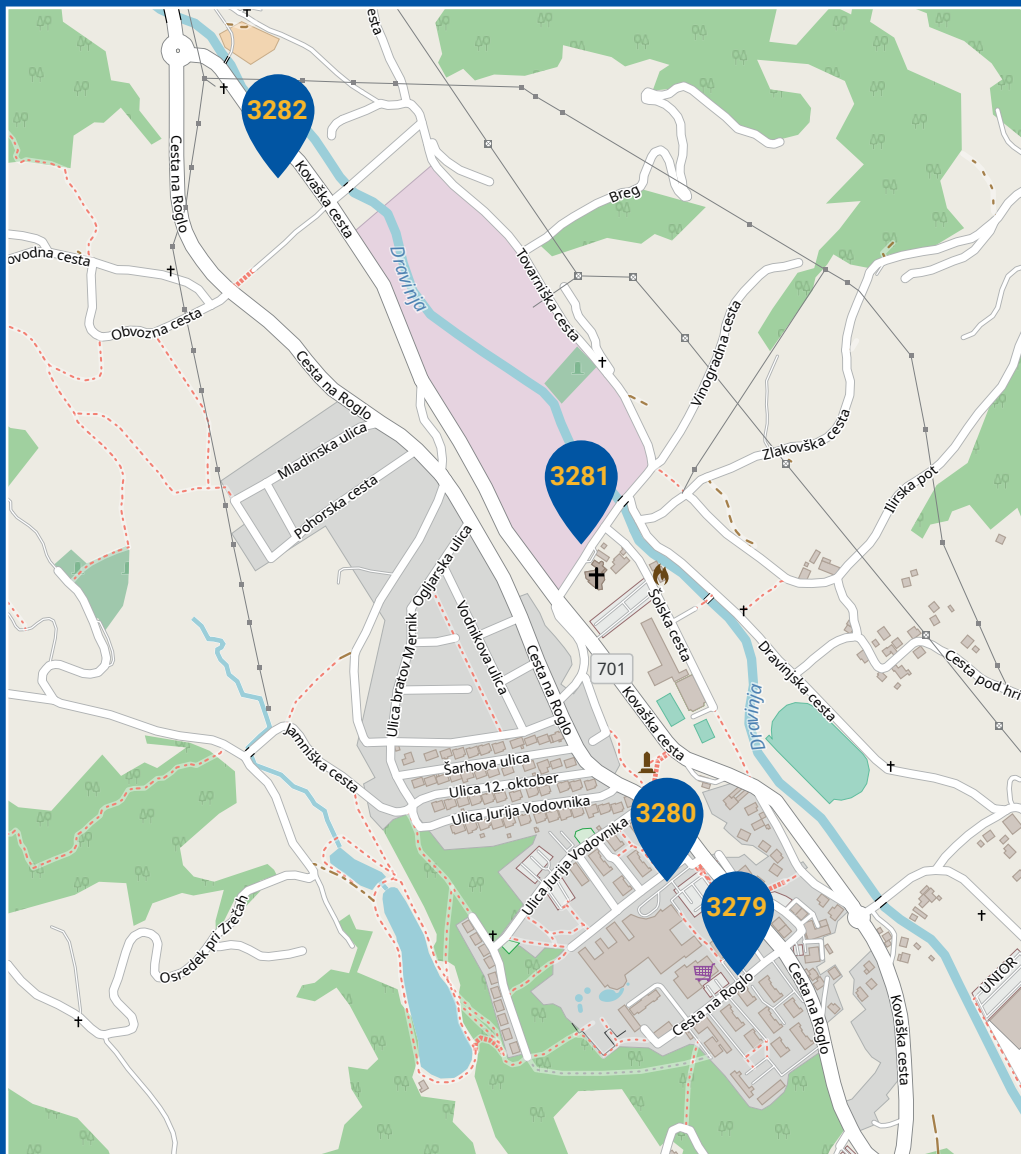 cesta
3282
Cesta na Roglo
Kovaška cesta
Breg
ovodna cesta
Dravinja
Tovarniška cesta
Obvozna cesta
Vinogradna cesta
Cesta na Roglo
Mladinska ulica
Zlakovška cesta
3281
Pohorska cesta
Ilirska pot
Ogljarska ulica
Vodnikova ulica
Šolska cesta
Ulica bratov Mernik
Cesta na Roglo
701
Dravinjska cesta
Cesta pod hri
Kovaška cesta
Dravinja
Jamniška cesta
Šarhova ulica
Ulica 12. oktober
Ulica Jurija Vodovnika
3280
Ulica Jurija Vodovnika
3279
Osredek pri Zrečah
Cesta na Roglo
Cesta na Roglo
UNIOR
Kovaška cesta